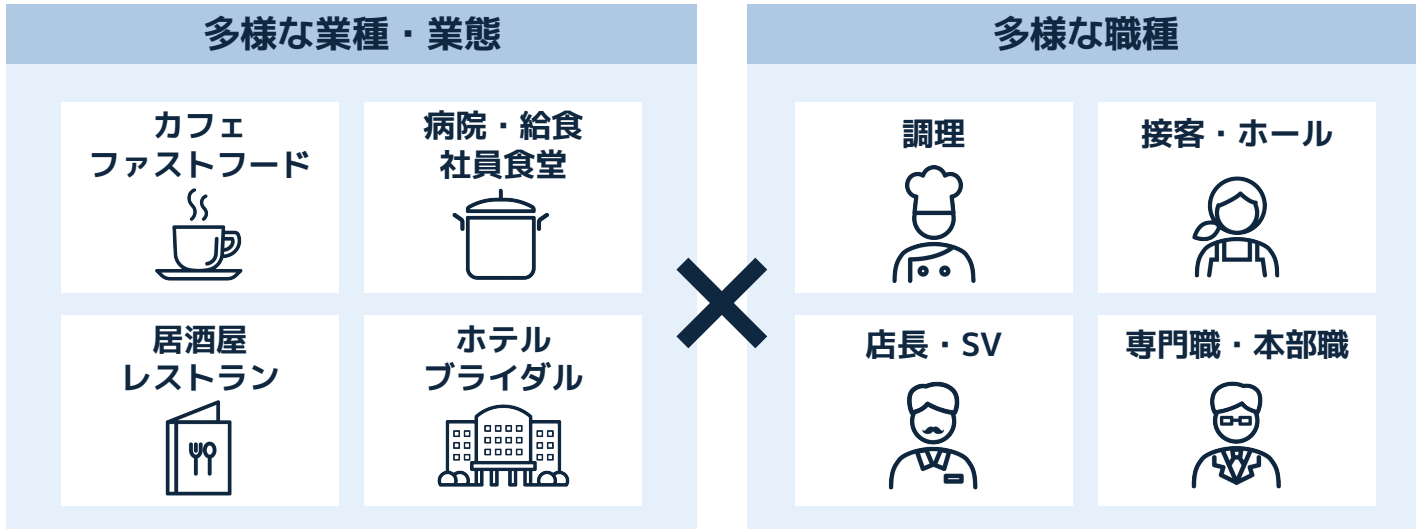 多様な業種・業態
カフェ
ファストフード
病院・給食
社員食堂
居酒屋
レストラン
ホテル
ブライダル
×
多様な職種
調理
接客・ホール
店長・SV
専門職・本部職